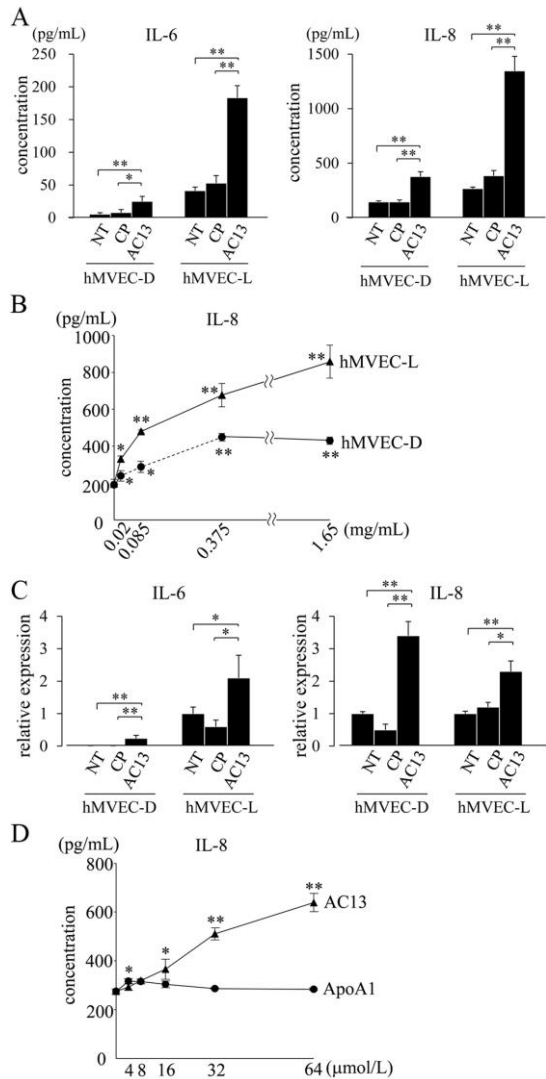 A
(pg/mL) IL-6
concentration
250
200
150
100
50
0
** ** ** *
NT CP AC13 NT CP AC13
hMVEC-D hMVEC-L
(pg/mL) IL-8
concentration
1500
1000
500
0
** ** ** **
NT CP AC13 NT CP AC13
hMVEC-D hMVEC-L
B
(pg/mL) IL-8
concentration
1000
800
600
400
200
0
** hMVEC-L
** ** *
hMVEC-D
* * ** **
0.02 0.085 0.375 1.65 (mg/mL)
C
IL-6
relative expression
4
3
2
1
0
* * ** **
NT CP AC13 NT CP AC13
hMVEC-D hMVEC-L
IL-8
4
3
2
1
0
** ** ** *
NT CP AC13 NT CP AC13
hMVEC-D hMVEC-L
D
(pg/mL) IL-8
concentration
800
600
400
200
0
* * ** **
AC13
ApoA1
4 8 16 32 64 (μmol/L)